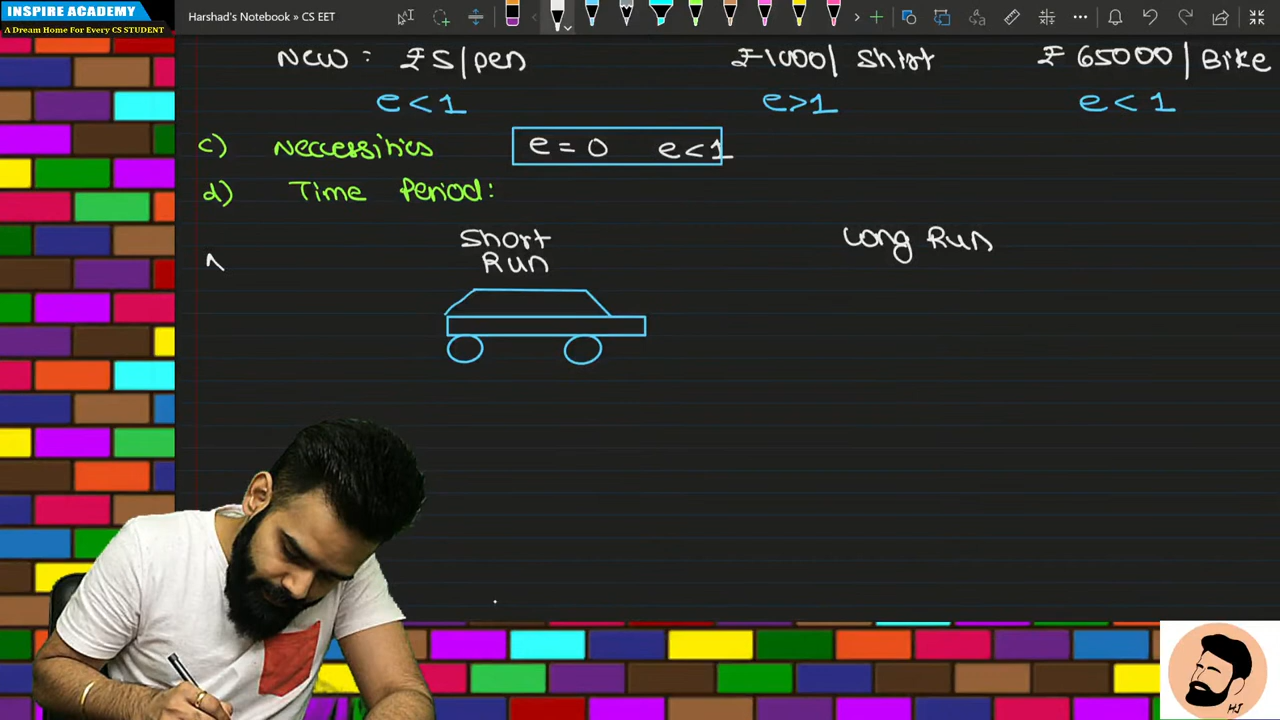 INSPIRE ACADEMY
A Dream Home For Every CS STUDENT
Harshad's Notebook » CS EET
New : ₹5/pen ₹1000/ Shirt ₹65000/Bike
e<1 e>1 e<1
c) Neccessities e=0 e<1
d) Time Period:
Short Run Long Run
HJ